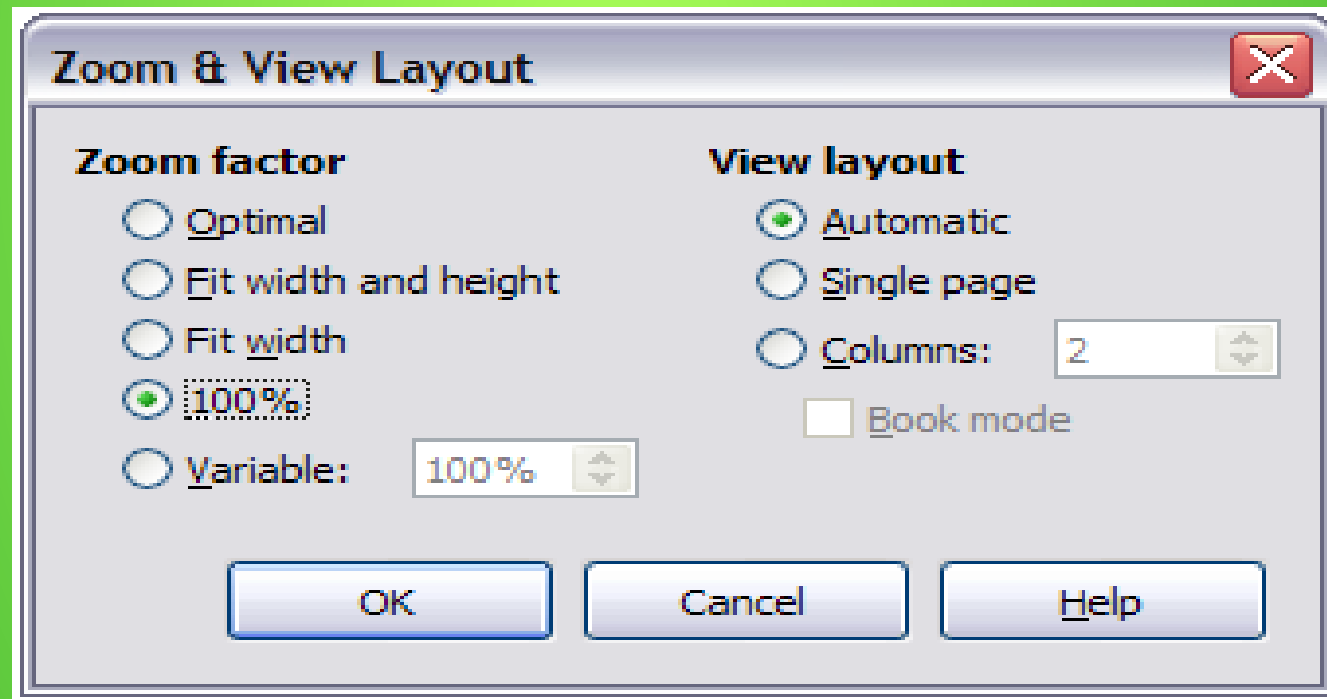 Zoom & View Layout
Zoom factor
Optimal
Fit width and height
Fit width
100%
Variable: 100%
View layout
Automatic
Single page
Columns: 2
Book mode
OK Cancel Help